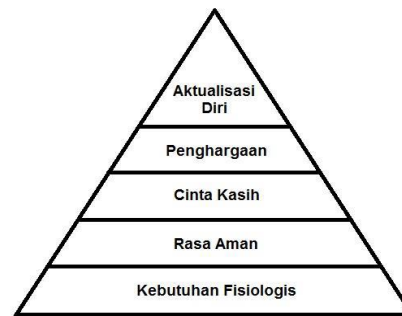 Aktualisasi
Diri
Penghargaan
Cinta Kasih
Rasa Aman
Kebutuhan Fisiologis